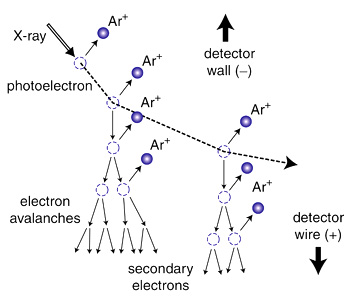 X-ray
Ar⁺
Ar⁺
photoelectron
Ar⁺
Ar⁺
Ar⁺
Ar⁺
Ar⁺
detector
wall (–)
electron
avalanches
secondary
electrons
detector
wire (+)